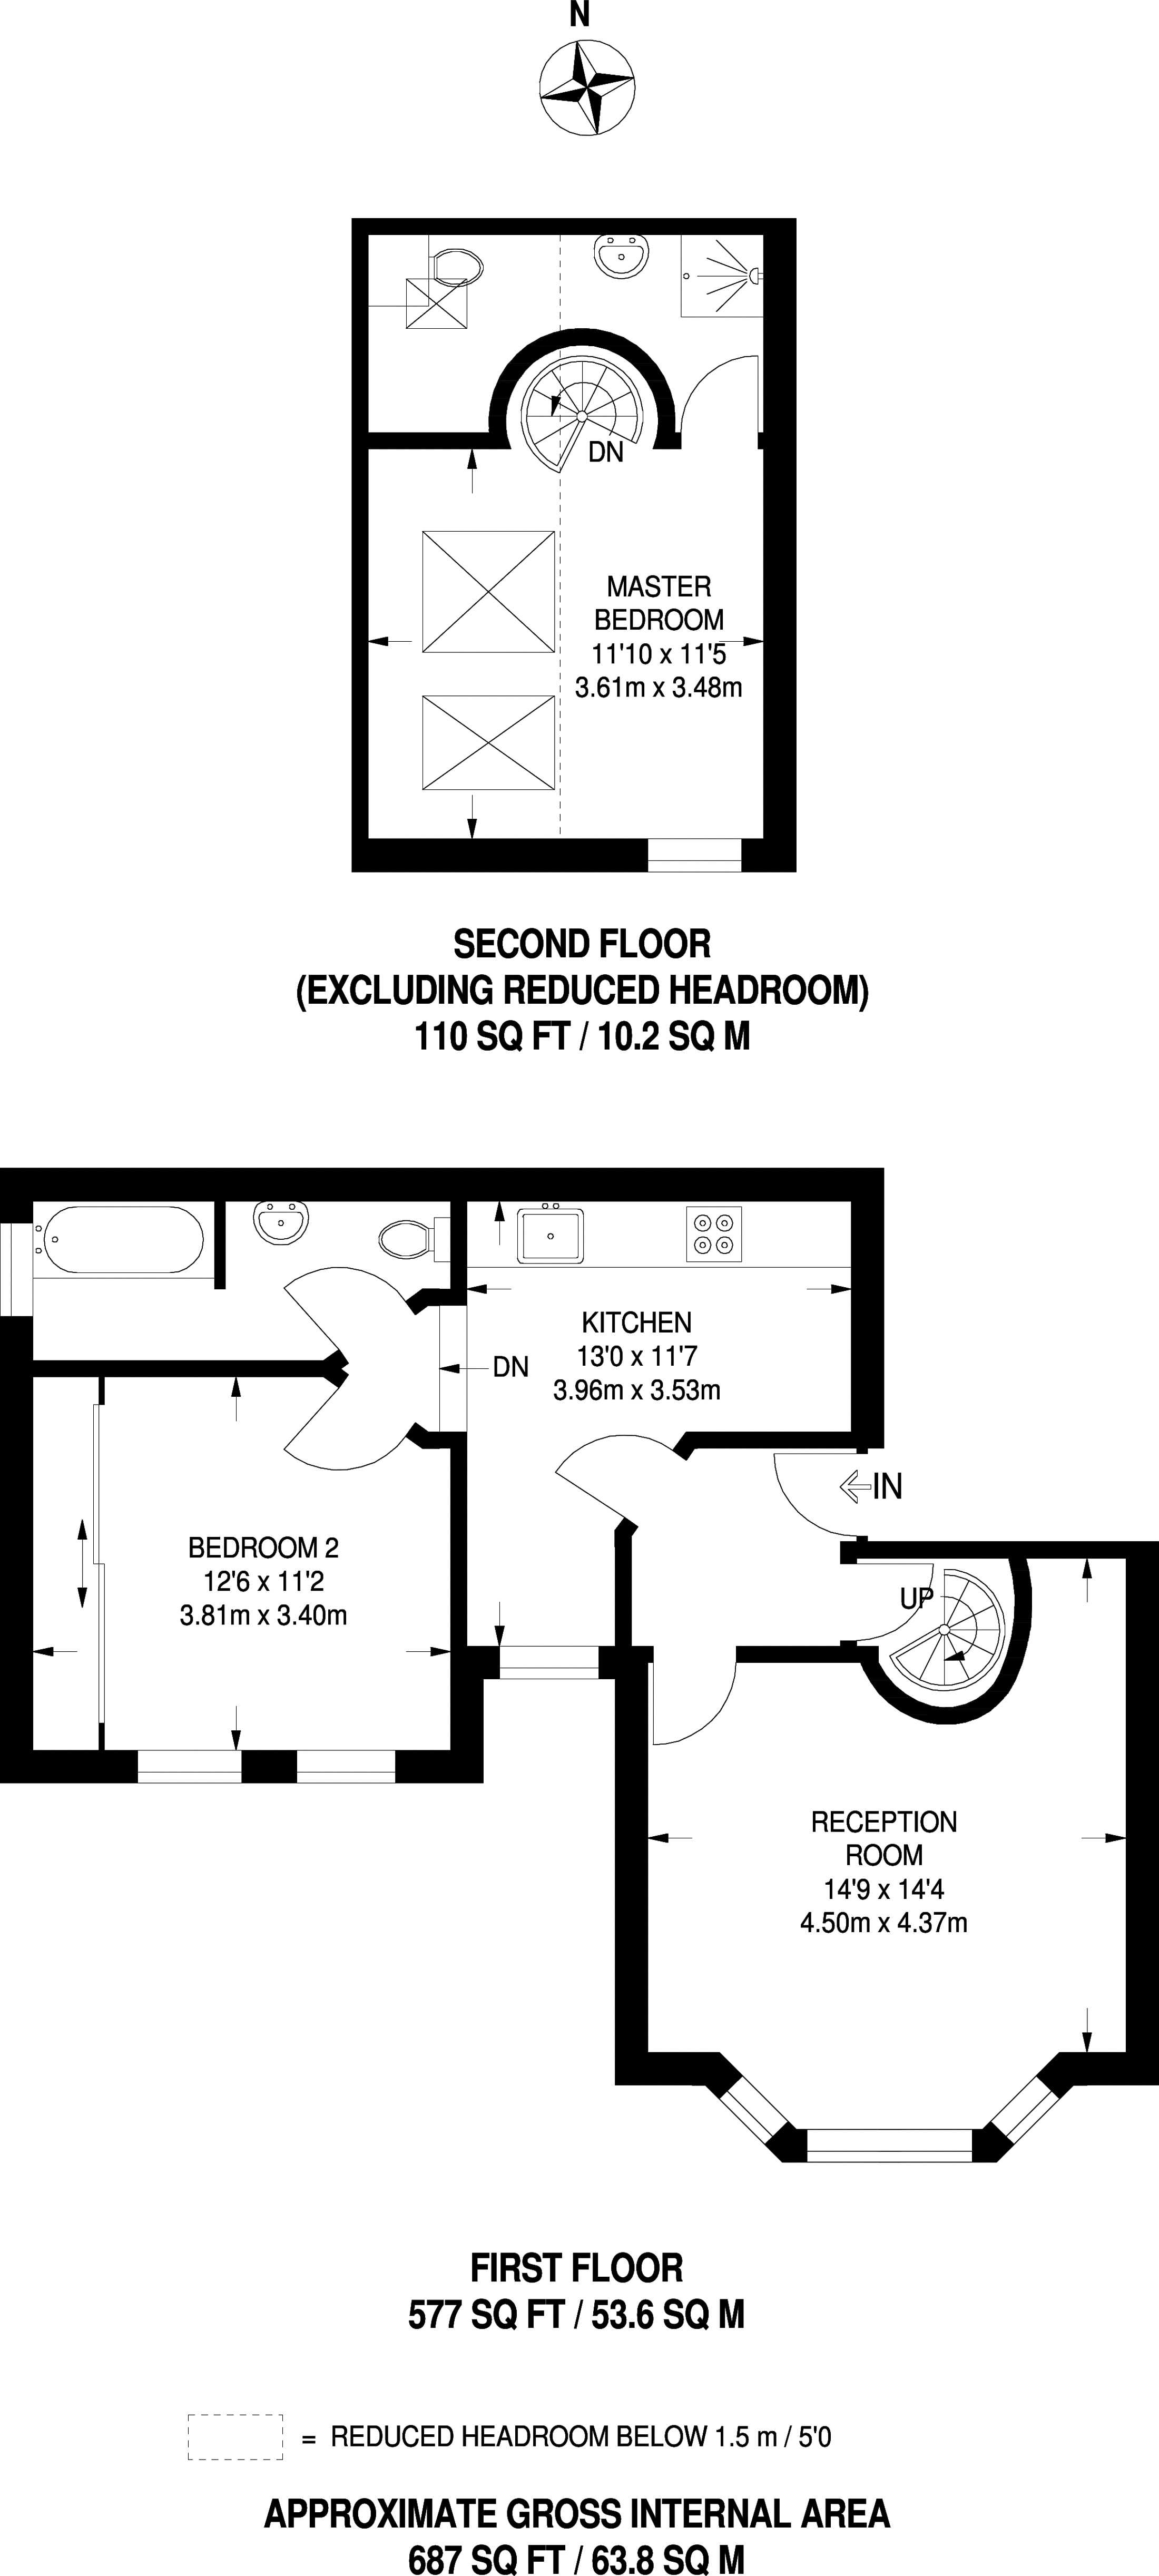 N
DN
MASTER
BEDROOM
11'10 x 11'5
3.61m x 3.48m
SECOND FLOOR
(EXCLUDING REDUCED HEADROOM)
110 SQ FT / 10.2 SQ M
KITCHEN
13'0 x 11'7
3.96m x 3.53m
DN
IN
BEDROOM 2
12'6 x 11'2
3.81m x 3.40m
UP
RECEPTION
ROOM
14'9 x 14'4
4.50m x 4.37m
FIRST FLOOR
577 SQ FT / 53.6 SQ M
= REDUCED HEADROOM BELOW 1.5 m / 5'0
APPROXIMATE GROSS INTERNAL AREA
687 SQ FT / 63.8 SQ M